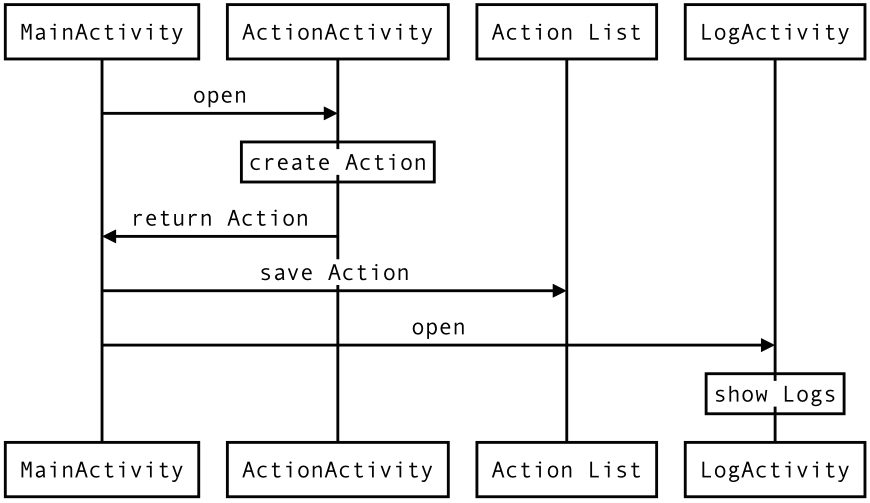 MainActivity
ActionActivity
Action List
LogActivity
open
create Action
return Action
save Action
open
show Logs
MainActivity
ActionActivity
Action List
LogActivity